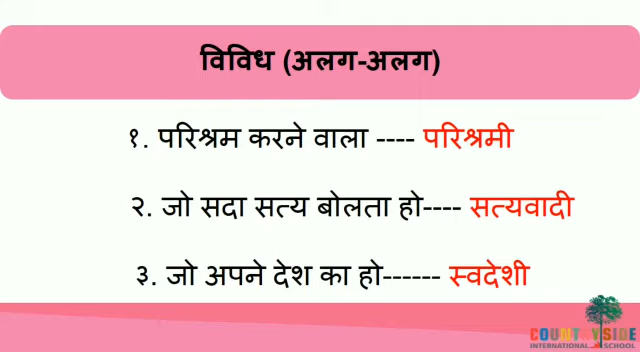 विविध (अलग-अलग)
१. परिश्रम करने वाला ---- परिश्रमी
२. जो सदा सत्य बोलता हो---- सत्यवादी
३. जो अपने देश का हो------ स्वदेशी
COUNTRYSIDE
INTERNATIONAL SCHOOL